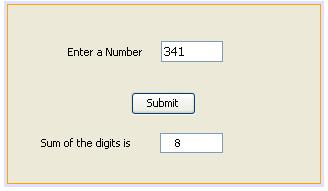 Enter a Number 341
Submit
Sum of the digits is 8